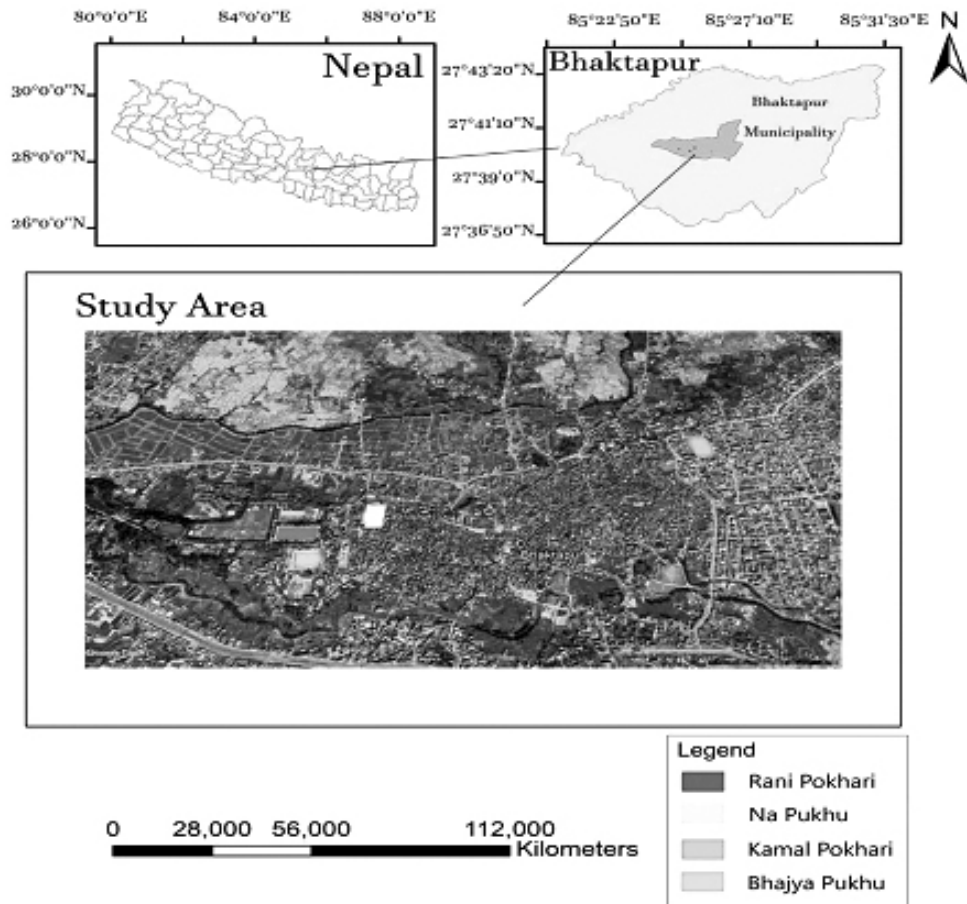 80°0'0"E 84°0'0"E 88°0'0"E
85°22'50"E 85°27'10"E 85°31'30"E
N
Nepal
30°0'0"N
28°0'0"N
26°0'0"N
Bhaktapur
27°43'20"N
27°41'10"N
27°39'0"N
27°36'50"N
Bhaktapur
Municipality
Study Area
Bhaktapur
Legend
Rani Pokhari
Na Pukhu
Kamal Pokhari
Bhajya Pukhu
0 28,000 56,000 112,000
Kilometers